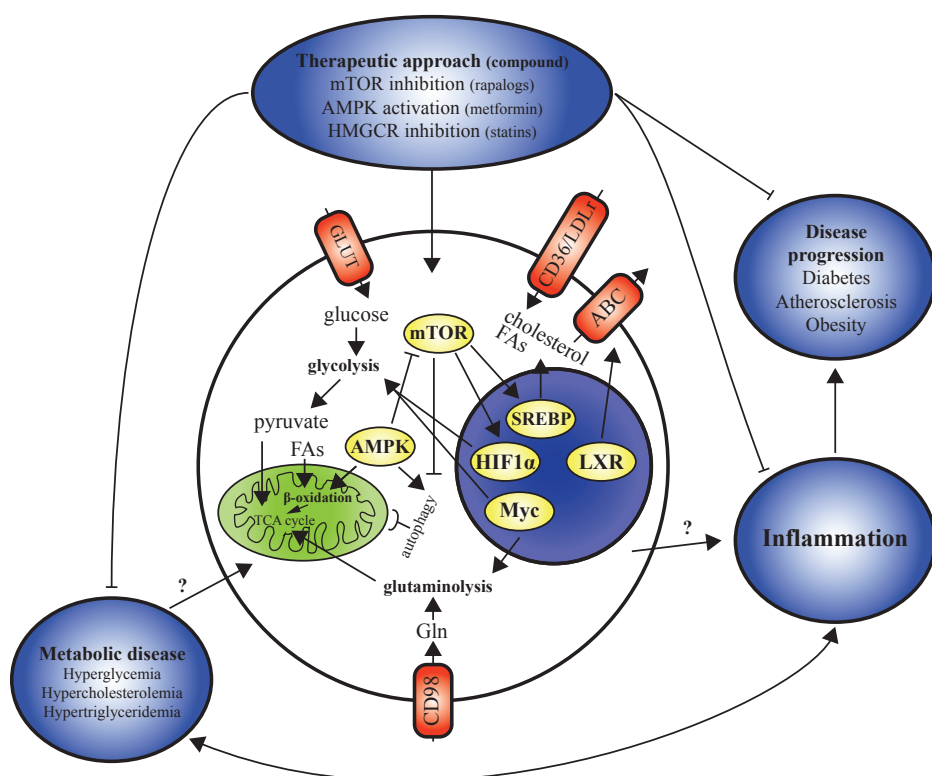 Therapeutic approach (compound)
mTOR inhibition (rapalogs)
AMPK activation (metformin)
HMGCR inhibition (statins)
Disease
progression
Diabetes
Atherosclerosis
Obesity
GLUT
CD36/LDLr
ABC
glucose
mTOR
cholesterol
FAs
glycolysis
SREBP
pyruvate
FAs
AMPK
HIF1α
LXR
β-oxidation
TCA cycle
autophagy
Myc
?
Inflammation
glutaminolysis
?
Gln
CD98
Metabolic disease
Hyperglycemia
Hypercholesterolemia
Hypertriglyceridemia